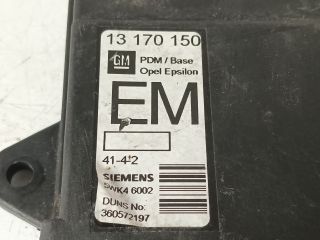 13 170 150
GM PDM / Base
Opel Epsilon
EM
41-4-2
SIEMENS
5WK4 6002
DUNS No:
360572197